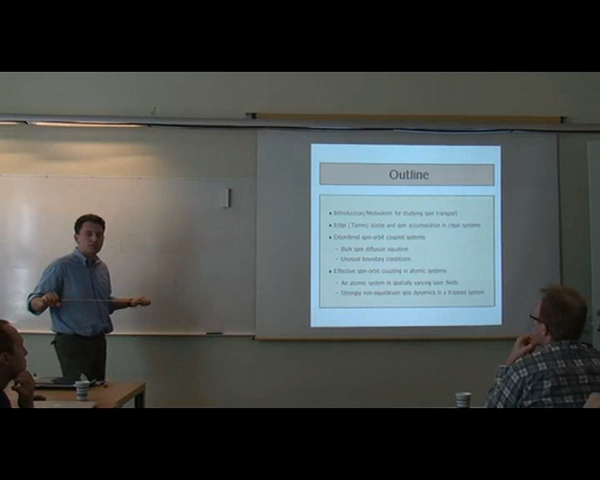 Outline
• Introduction/Motivation for studying spin transport
• Edge (Tamm) states and spin accumulation in clean systems
• Disordered spin-orbit coupled systems
– Bulk spin diffusion equation
– Unusual boundary conditions
• Effective spin-orbit coupling in atomic systems
– An atomic system in spatially varying laser fields
– Strongly non-equilibrium spin dynamics in a trapped system